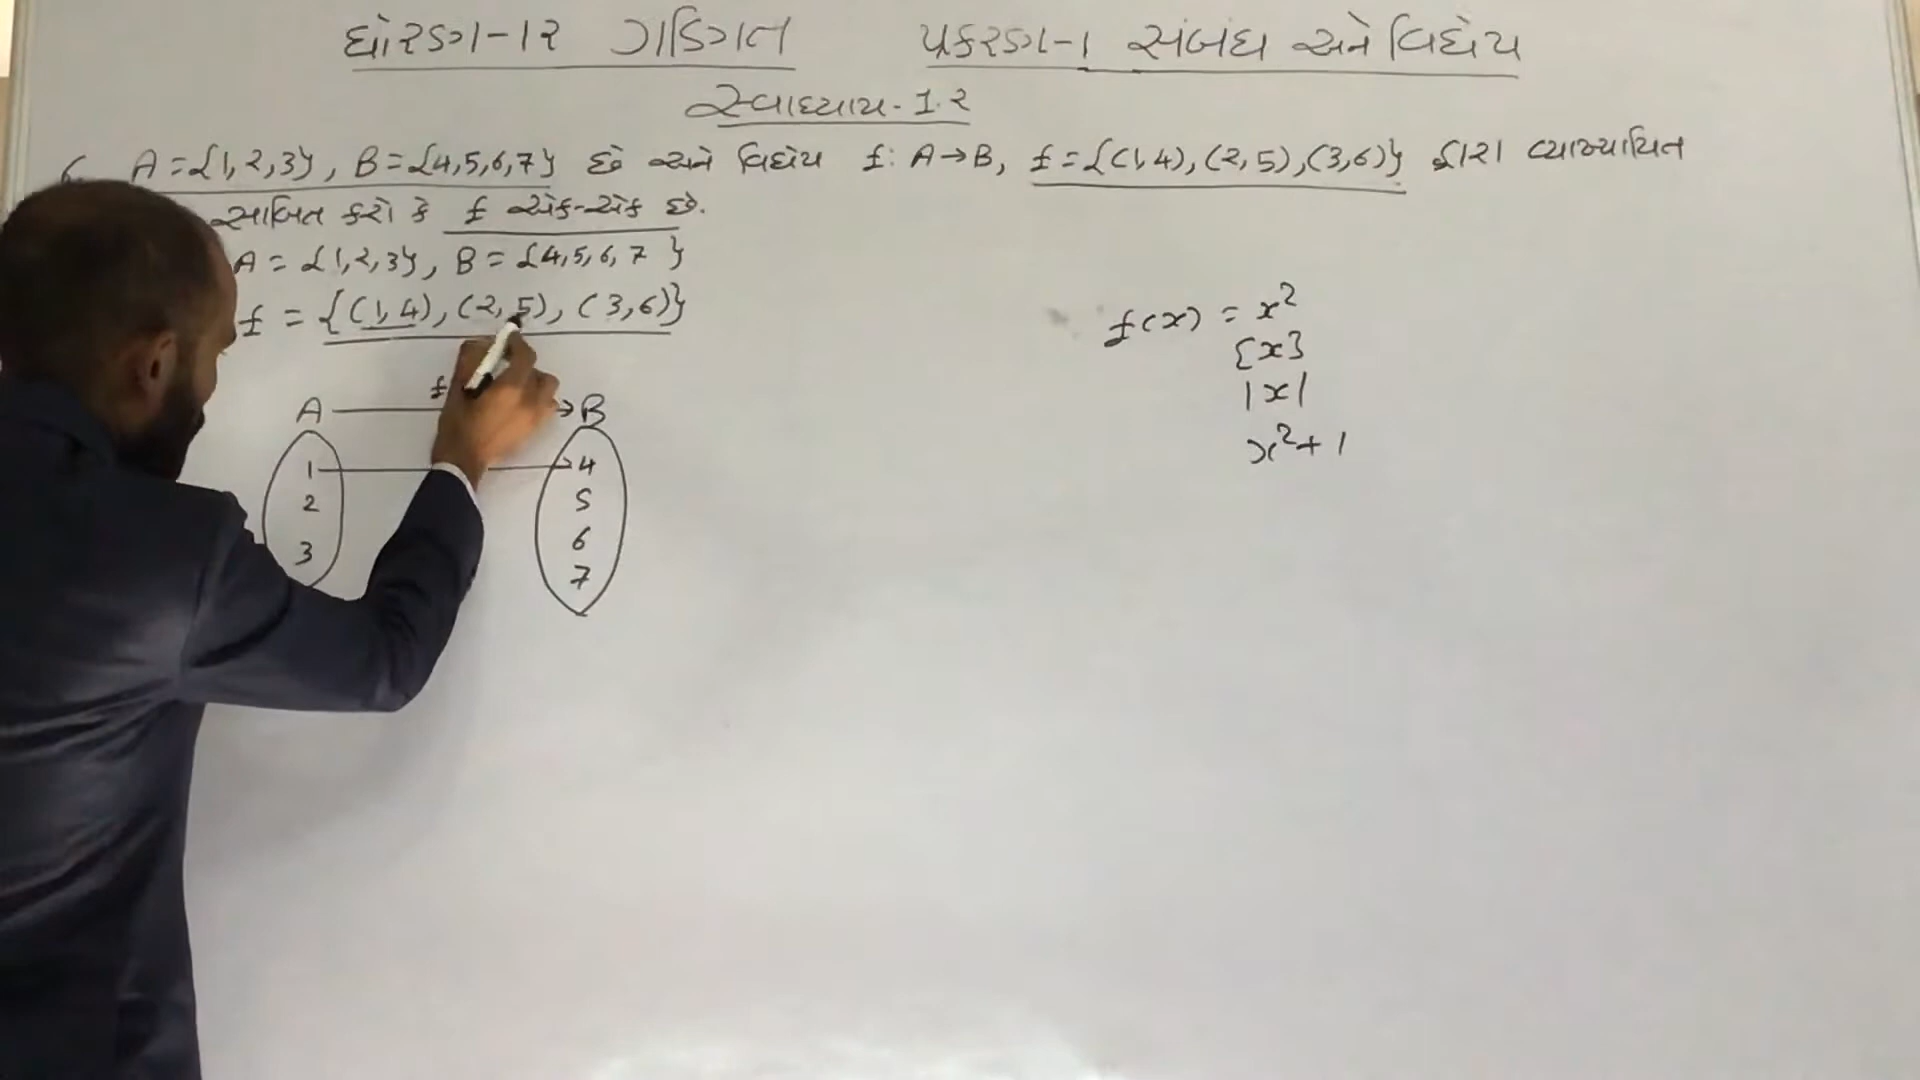 ધોરણ-૧૨ ગણિત પ્રકરણ-1 સંબંધ અને વિધેય
સ્વાધ્યાય-1.2
A={1,2,3}, B={4,5,6,7} છે અને વિધેય f: A→B, f={(1,4),(2,5),(3,6)} દ્વારા વ્યાખ્યાયિત
સાબિત કરો કે f એક-એક છે.
A = {1,2,3}, B = {4,5,6,7}
f = {(1,4),(2,5),(3,6)}
f
A → B
1 → 4
2 5
3 6
7
f(x) = x²
[x]
|x|
x²+1